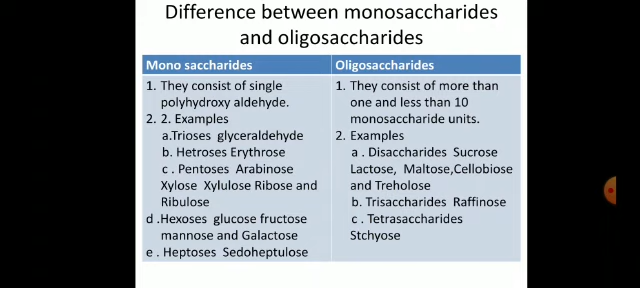 Difference between monosaccharides
and oligosaccharides
Mono saccharides
1. They consist of single
polyhydroxy aldehyde.
2. 2. Examples
a.Trioses glyceraldehyde
b. Hetroses Erythrose
c . Pentoses Arabinose
Xylose Xylulose Ribose and
Ribulose
d .Hexoses glucose fructose
mannose and Galactose
e . Heptoses Sedoheptulose
Oligosaccharides
1. They consist of more than
one and less than 10
monosaccharide units.
2. Examples
a . Disaccharides Sucrose
Lactose, Maltose,Cellobiose
and Treholose
b. Trisaccharides Raffinose
c . Tetrasaccharides
Stchyose